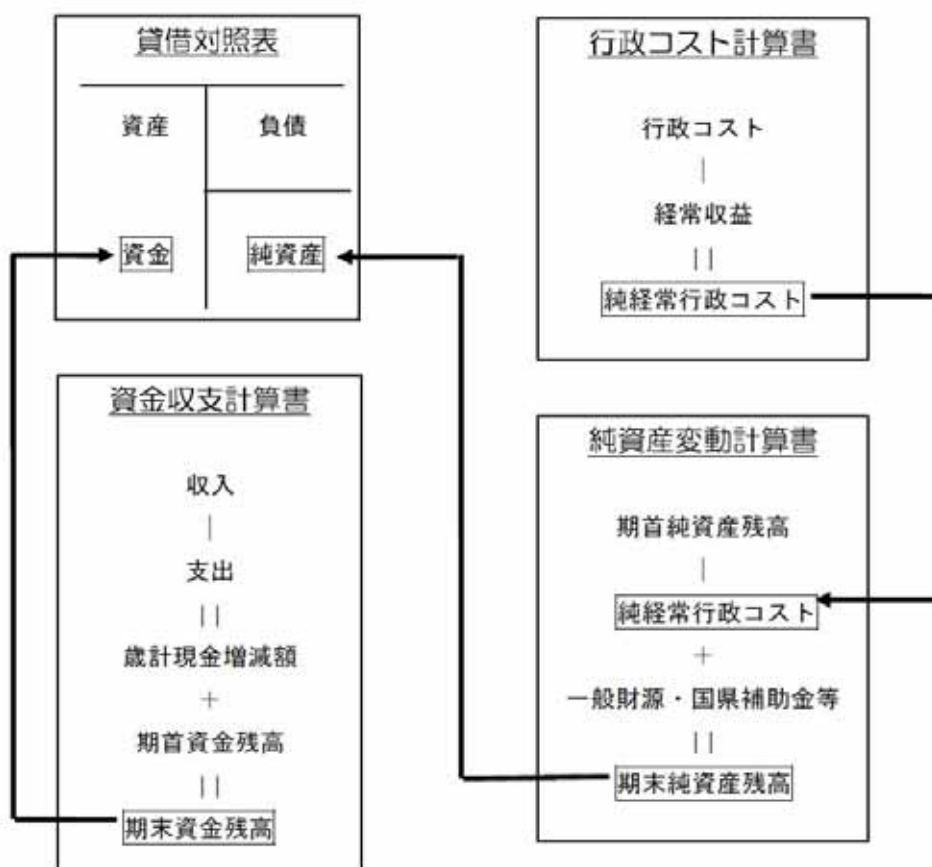 貸借対照表
資産 負債
資金 純資産
行政コスト計算書
行政コスト
|
経常収益
||
純経常行政コスト
資金収支計算書
収入
|
支出
||
歳計現金増減額
+
期首資金残高
||
期末資金残高
純資産変動計算書
期首純資産残高
|
純経常行政コスト
+
一般財源・国県補助金等
||
期末純資産残高